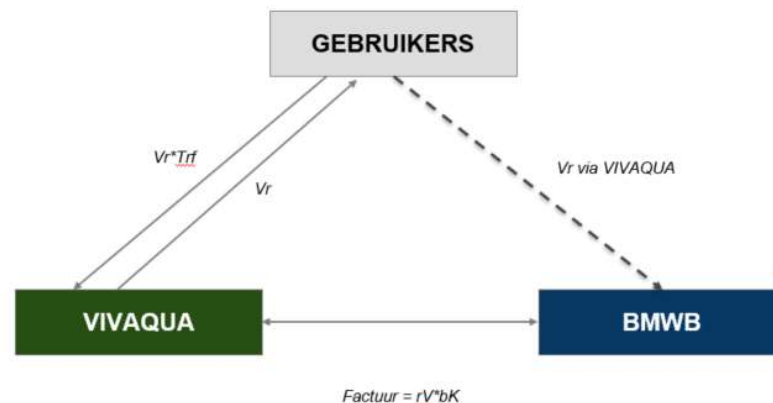 GEBRUIKERS
Vr*Trf
Vr
Vr via VIVAQUA
VIVAQUA
BMWB
Factuur = rV*bK